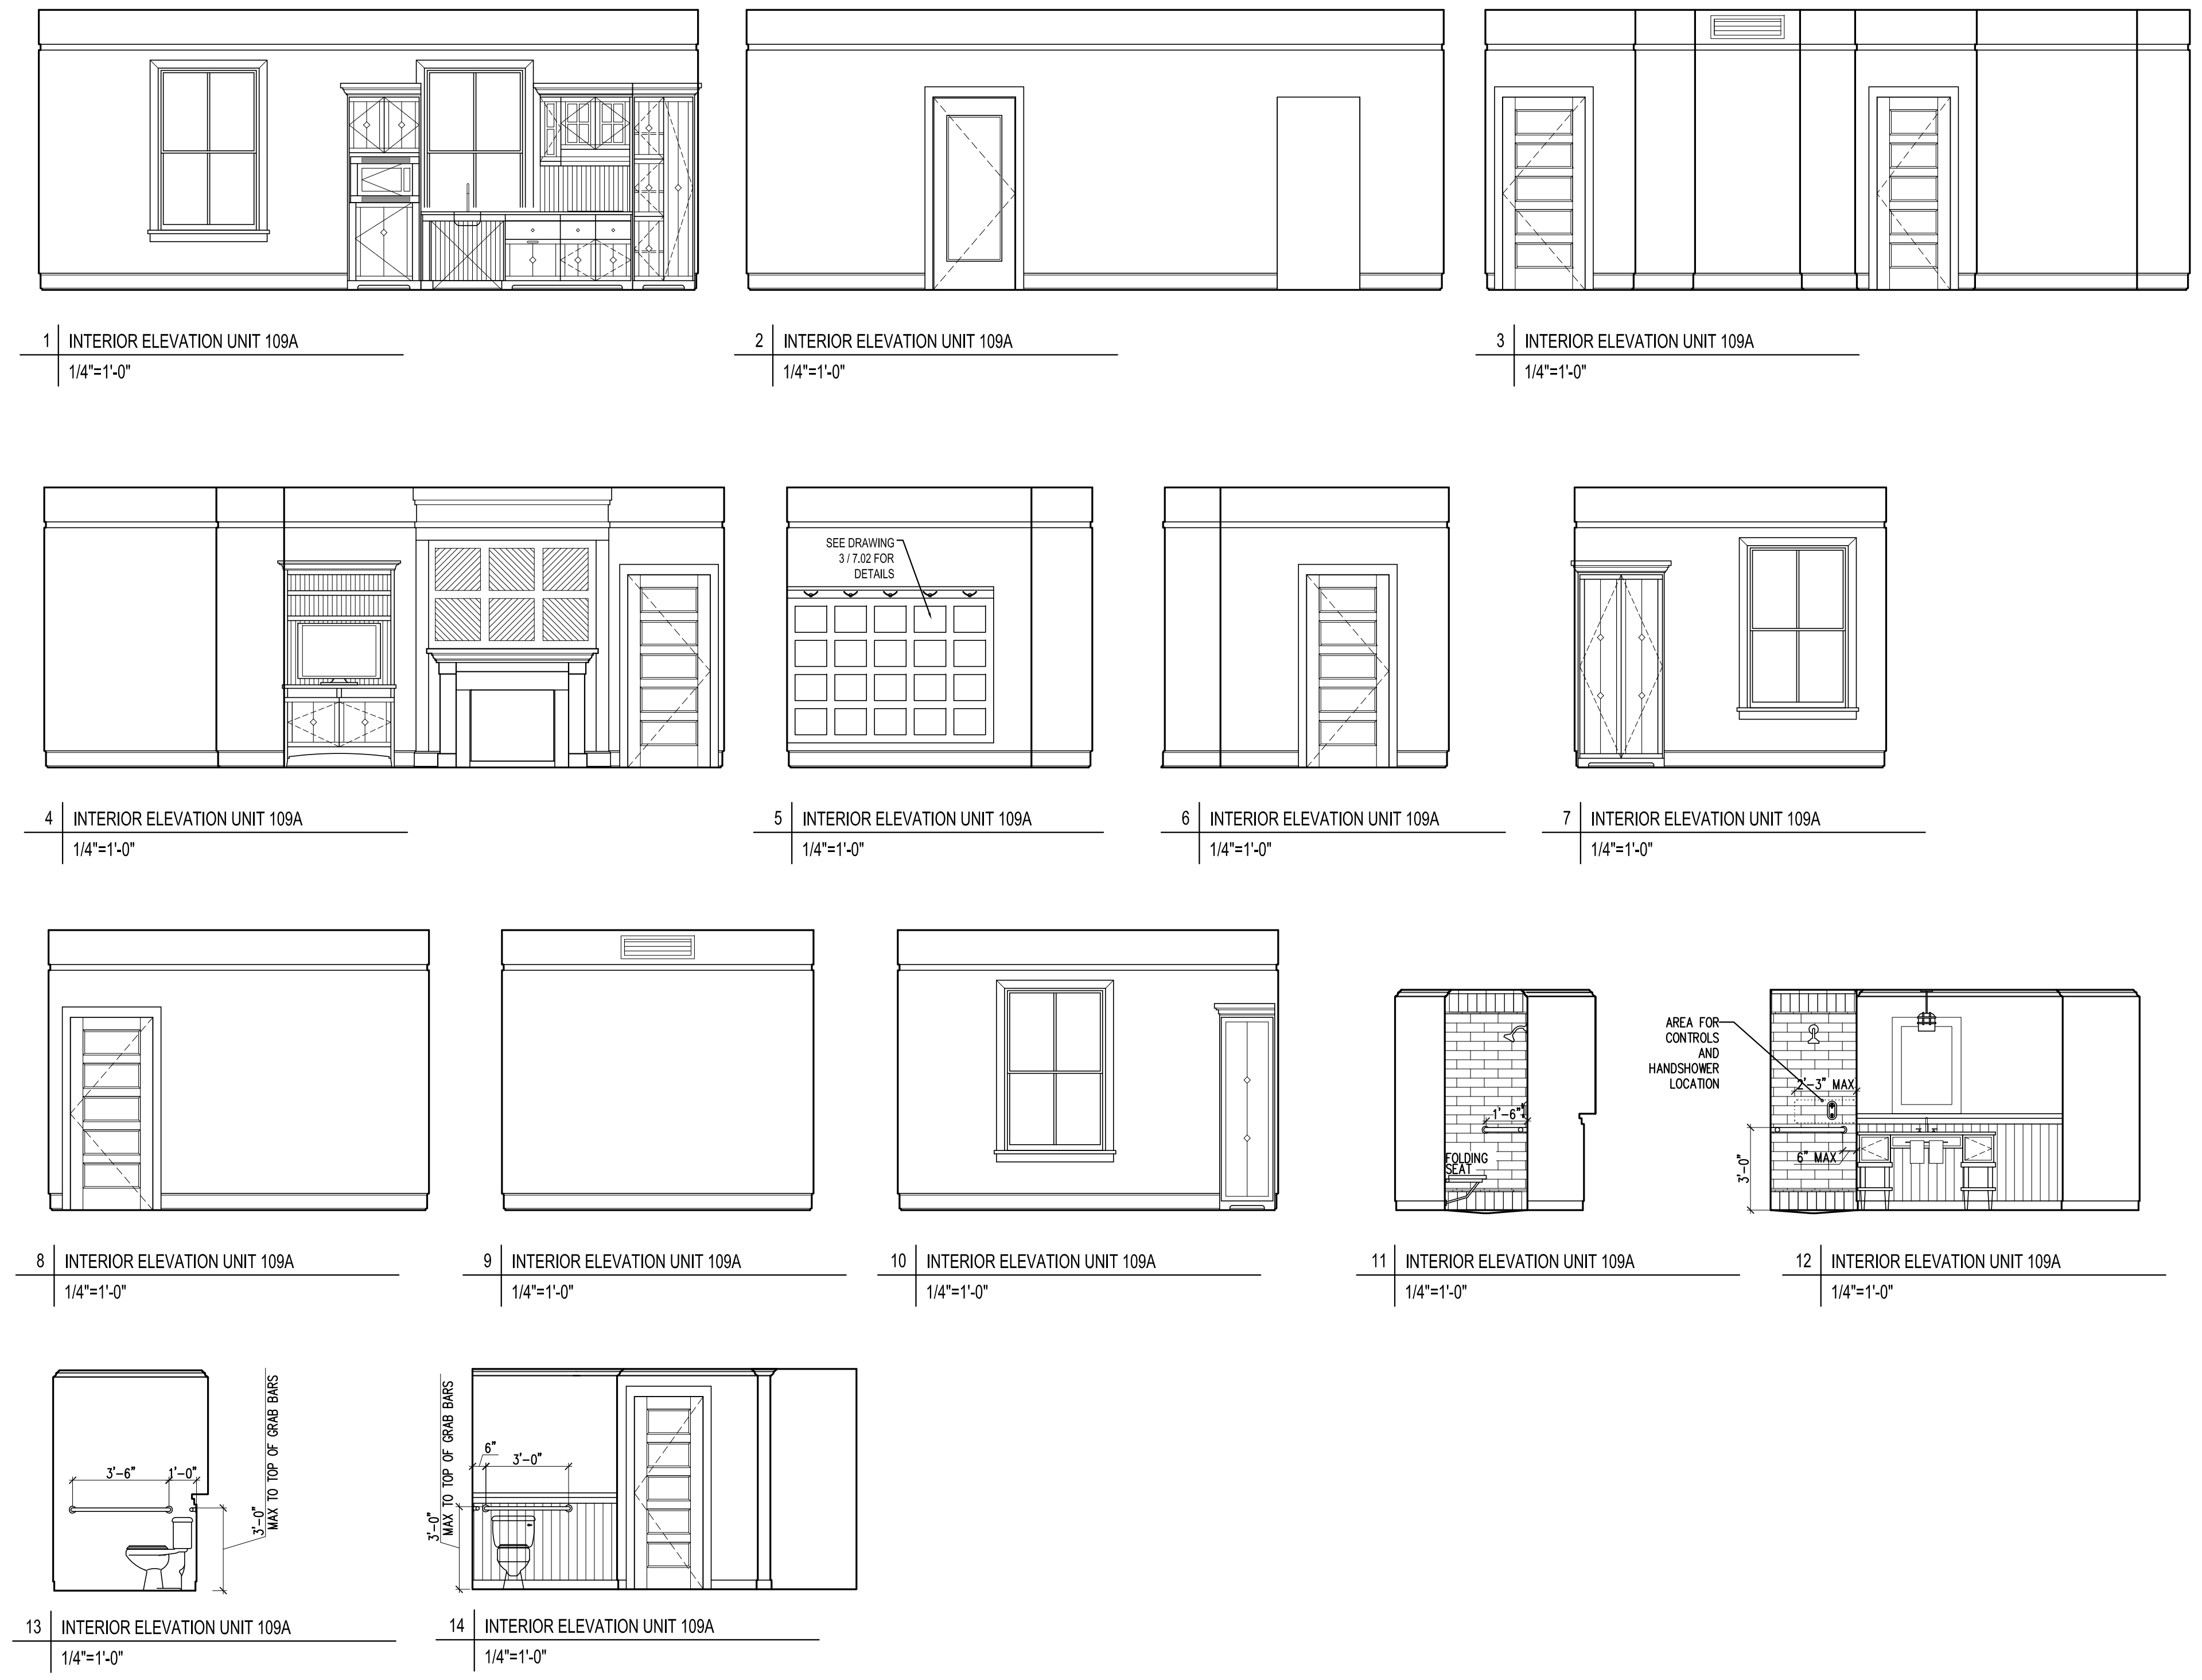 1 INTERIOR ELEVATION UNIT 109A
1/4"=1'-0"
2 INTERIOR ELEVATION UNIT 109A
1/4"=1'-0"
3 INTERIOR ELEVATION UNIT 109A
1/4"=1'-0"
SEE DRAWING
3 / 7.02 FOR
DETAILS
4 INTERIOR ELEVATION UNIT 109A
1/4"=1'-0"
5 INTERIOR ELEVATION UNIT 109A
1/4"=1'-0"
6 INTERIOR ELEVATION UNIT 109A
1/4"=1'-0"
7 INTERIOR ELEVATION UNIT 109A
1/4"=1'-0"
1'-6"
FOLDING
SEAT
AREA FOR
CONTROLS
AND
HANDSHOWER
LOCATION
2'-3" MAX
6" MAX
3'-0"
8 INTERIOR ELEVATION UNIT 109A
1/4"=1'-0"
9 INTERIOR ELEVATION UNIT 109A
1/4"=1'-0"
10 INTERIOR ELEVATION UNIT 109A
1/4"=1'-0"
11 INTERIOR ELEVATION UNIT 109A
1/4"=1'-0"
12 INTERIOR ELEVATION UNIT 109A
1/4"=1'-0"
3'-6"
1'-0"
3'-0"
MAX TO TOP OF GRAB BARS
3'-0"
MAX TO TOP OF GRAB BARS
6"
3'-0"
13 INTERIOR ELEVATION UNIT 109A
1/4"=1'-0"
14 INTERIOR ELEVATION UNIT 109A
1/4"=1'-0"